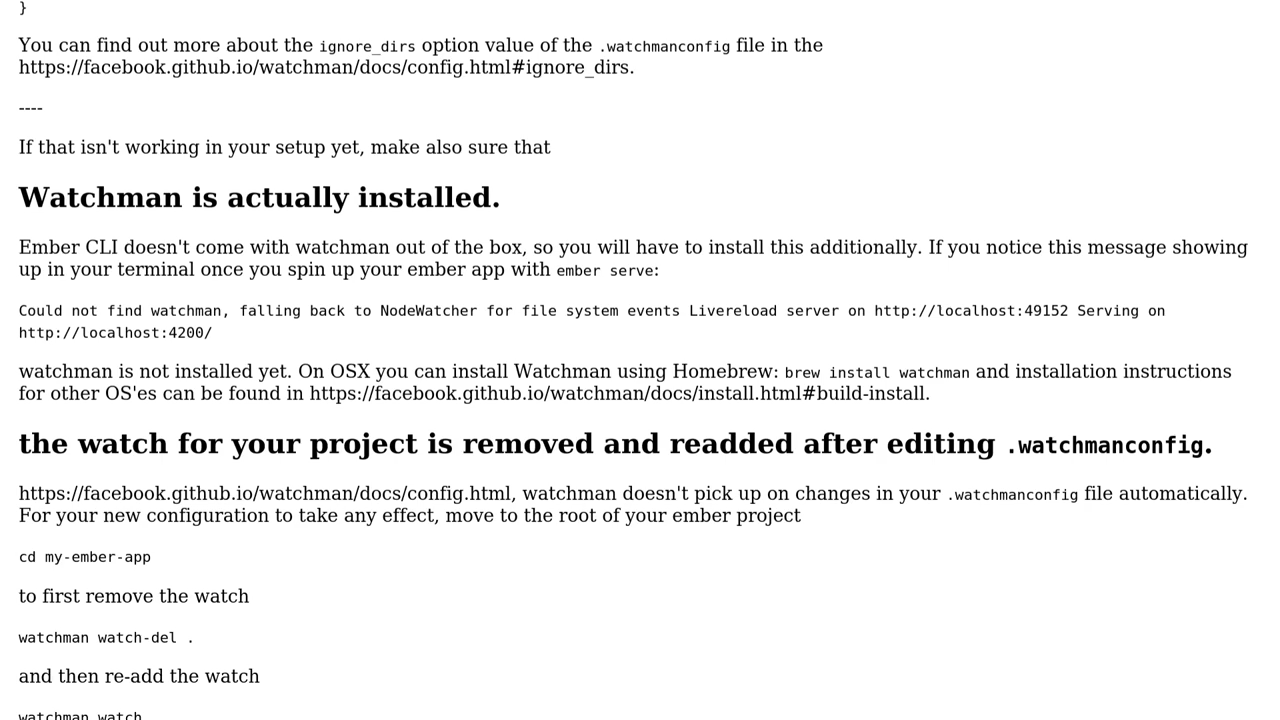 }
You can find out more about the ignore_dirs option value of the .watchmanconfig file in the
https://facebook.github.io/watchman/docs/config.html#ignore_dirs.
----
If that isn't working in your setup yet, make also sure that
Watchman is actually installed.
Ember CLI doesn't come with watchman out of the box, so you will have to install this additionally. If you notice this message showing
up in your terminal once you spin up your ember app with ember serve:
Could not find watchman, falling back to NodeWatcher for file system events Livereload server on http://localhost:49152 Serving on
http://localhost:4200/
watchman is not installed yet. On OSX you can install Watchman using Homebrew: brew install watchman and installation instructions
for other OS'es can be found in https://facebook.github.io/watchman/docs/install.html#build-install.
the watch for your project is removed and readded after editing .watchmanconfig.
https://facebook.github.io/watchman/docs/config.html, watchman doesn't pick up on changes in your .watchmanconfig file automatically.
For your new configuration to take any effect, move to the root of your ember project
cd my-ember-app
to first remove the watch
watchman watch-del .
and then re-add the watch
watchman watch